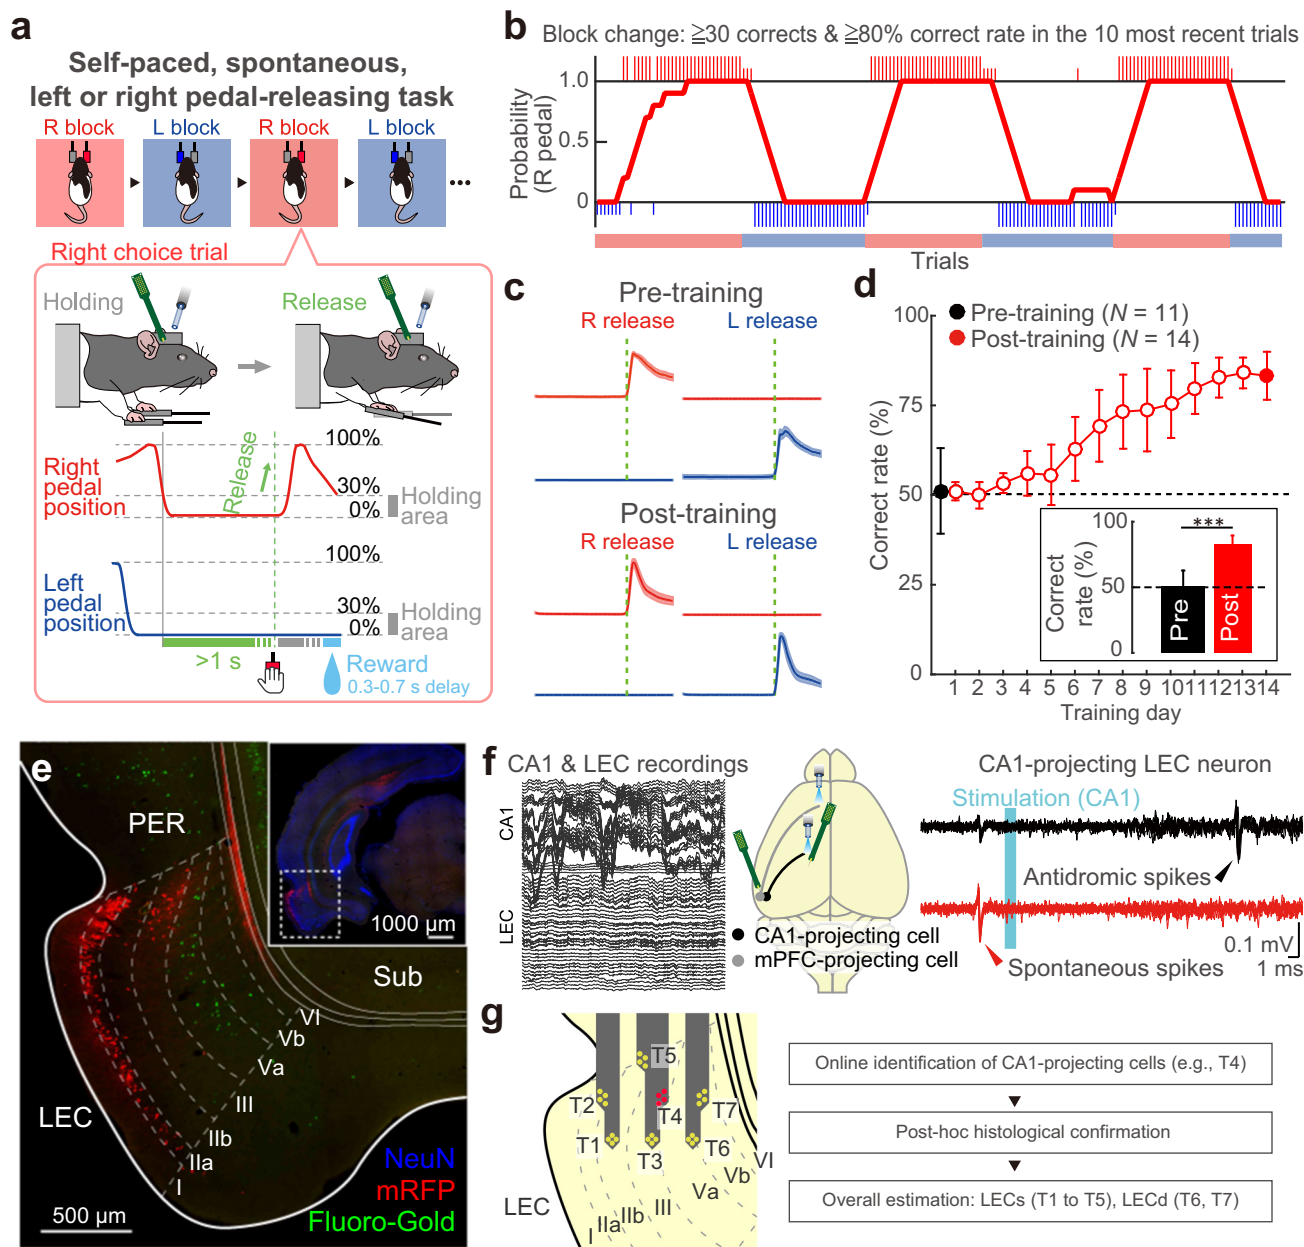 a
Self-paced, spontaneous,
left or right pedal-releasing task
R block
L block
R block
L block
•••
Right choice trial
Holding
Release
Right
pedal
position
Release
100%
30%
0%
Holding
area
Left
pedal
position
100%
30%
0%
Holding
area
>1 s
Reward
0.3-0.7 s delay
b
Block change: ≧30 corrects & ≧80% correct rate in the 10 most recent trials
Probability
(R pedal)
1.0
0.5
0
Trials
c
Pre-training
R release
L release
Post-training
R release
L release
d
Pre-training (N = 11)
Post-training (N = 14)
Correct rate (%)
100
75
50
25
0
1 2 3 4 5 6 7 8 9 10 11 12 13 14
Training day
Correct
rate (%)
100
50
0
***
Pre
Post
e
PER
1000 µm
Sub
VI
Vb
Va
III
IIb
IIa
I
LEC
NeuN
mRFP
Fluoro-Gold
500 µm
f
CA1 & LEC recordings
CA1
LEC
CA1-projecting cell
mPFC-projecting cell
CA1-projecting LEC neuron
Stimulation (CA1)
Antidromic spikes
Spontaneous spikes
0.1 mV
1 ms
g
T5
T2
T4
T7
T1
T3
T6
LEC
I
IIa
IIb
III
Va
Vb
VI
Online identification of CA1-projecting cells (e.g., T4)
Post-hoc histological confirmation
Overall estimation: LECs (T1 to T5), LECd (T6, T7)